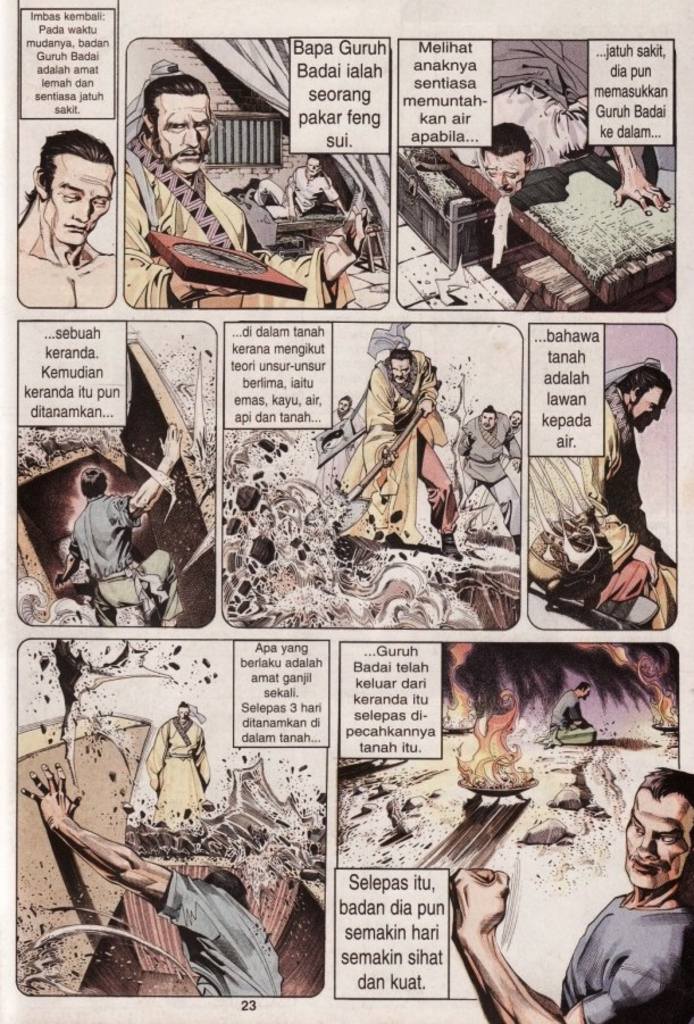 Imbas kembali:
Pada waktu
mudanya, badan
Guruh Badai
adalah amat
lemah dan
sentiasa jatuh
sakit.
Bapa Guruh
Badai ialah
seorang
pakar feng
sui.
Melihat
anaknya
sentiasa
memuntah-
kan air
apabila...
...jatuh sakit,
dia pun
memasukkan
Guruh Badai
ke dalam...
...sebuah
keranda.
Kemudian
keranda itu pun
ditanamkan...
...di dalam tanah
kerana mengikut
teori unsur-unsur
berlima, iaitu
emas, kayu, air,
api dan tanah...
...bahawa
tanah
adalah
lawan
kepada
air.
Apa yang
berlaku adalah
amat ganjil
sekali.
Selepas 3 hari
ditanamkan di
dalam tanah...
...Guruh
Badai telah
keluar dari
keranda itu
selepas di-
pecahkannya
tanah itu.
Selepas itu,
badan dia pun
semakin hari
semakin sihat
dan kuat.
23